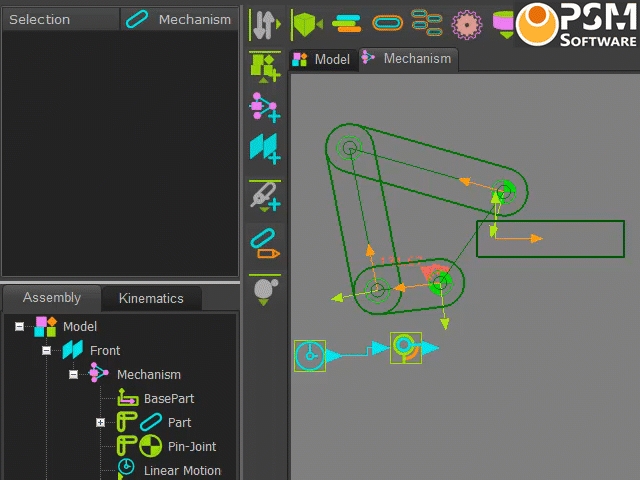 Selection
Mechanism
PSM
SOFTWARE
Model
Mechanism
Assembly
Kinematics
Model
Front
Mechanism
BasePart
Part
Pin-Joint
Linear Motion